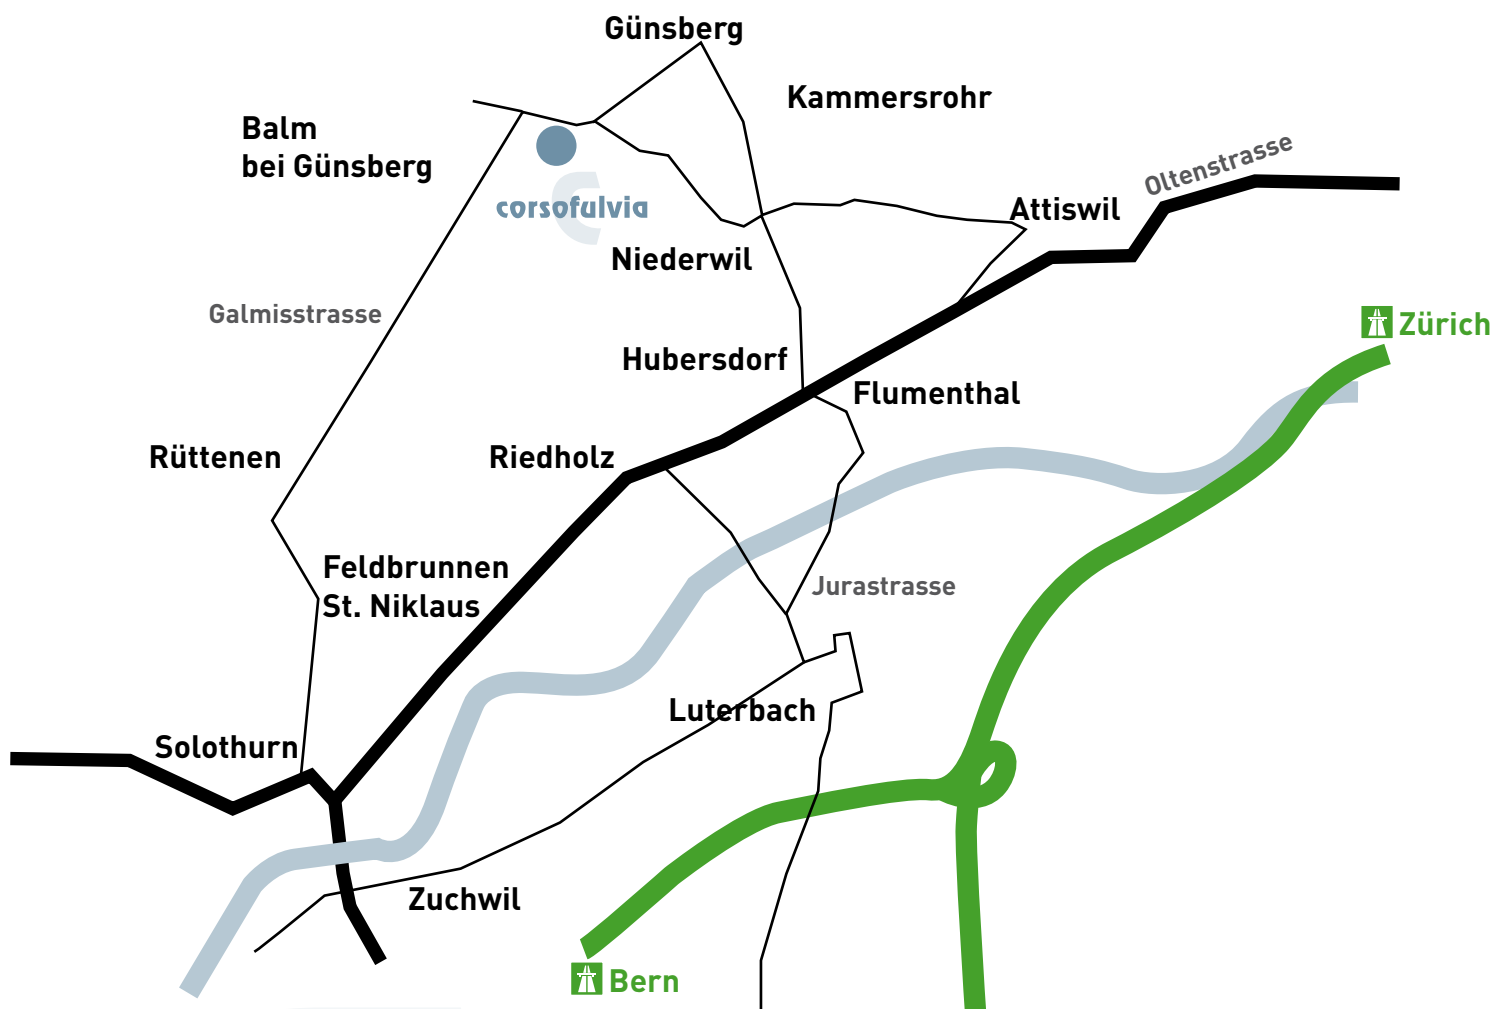 Günsberg
Kammersrohr
Balm
bei Günsberg
Oltenstrasse
corsofulvia
Attiswil
Niederwil
Galmisstrasse
Zürich
Hubersdorf
Flumenthal
Rüttenen
Riedholz
Feldbrunnen
St. Niklaus
Jurastrasse
Luterbach
Solothurn
Zuchwil
Bern